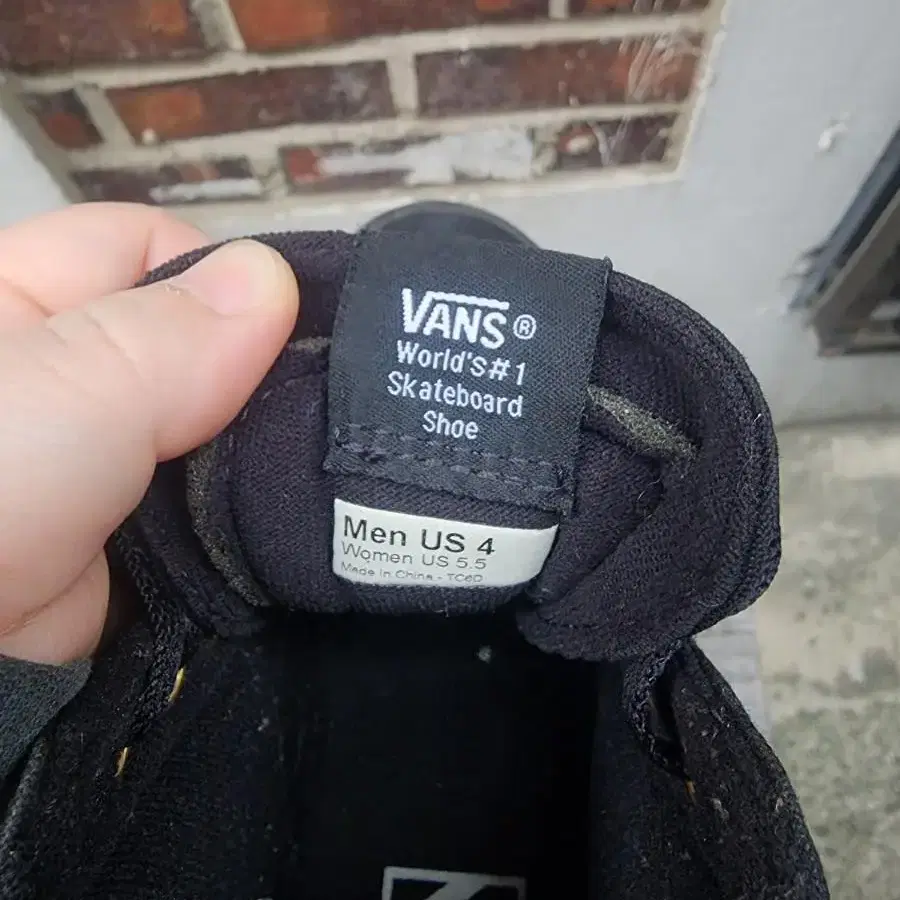 VANS®
World's #1
Skateboard
Shoe
Men US 4
Women US 5.5
Made in China - TC6D